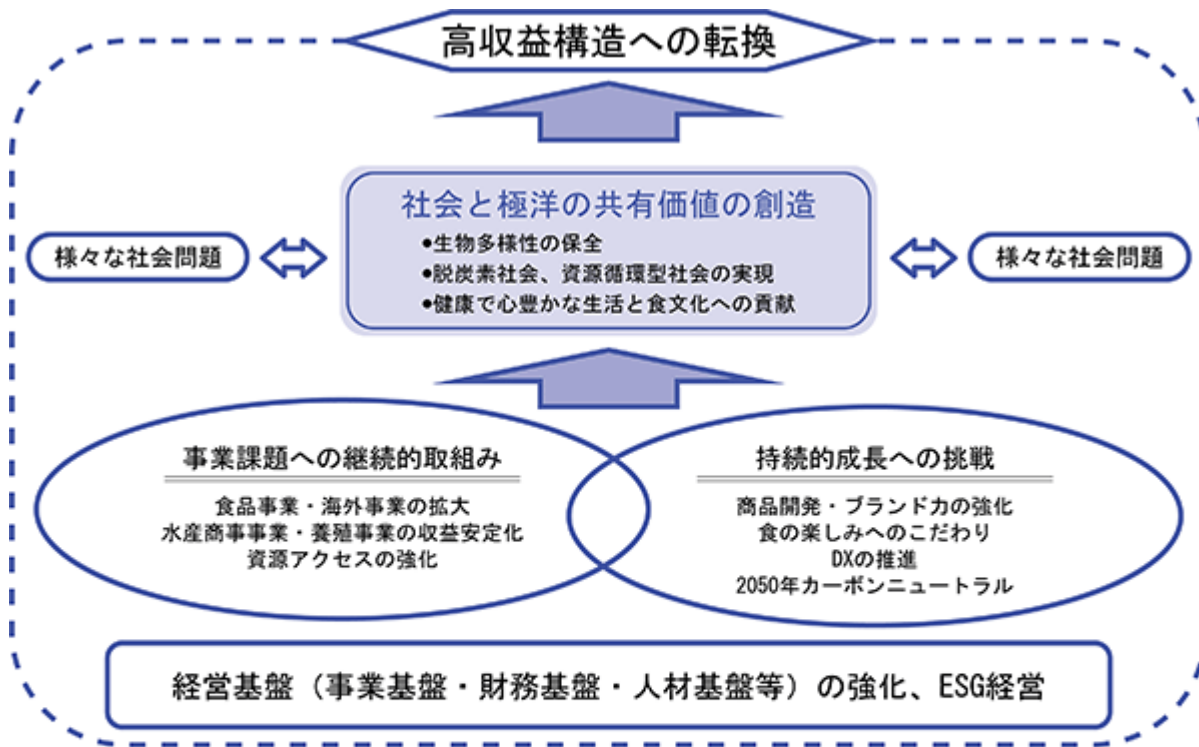 高収益構造への転換
社会と極洋の共有価値の創造
●生物多様性の保全
●脱炭素社会、資源循環型社会の実現
●健康で心豊かな生活と食文化への貢献
様々な社会問題
様々な社会問題
事業課題への継続的取組み
食品事業・海外事業の拡大
水産商事事業・養殖事業の収益安定化
資源アクセスの強化
持続的成長への挑戦
商品開発・ブランド力の強化
食の楽しみへのこだわり
DXの推進
2050年カーボンニュートラル
経営基盤（事業基盤・財務基盤・人材基盤等）の強化、ESG経営